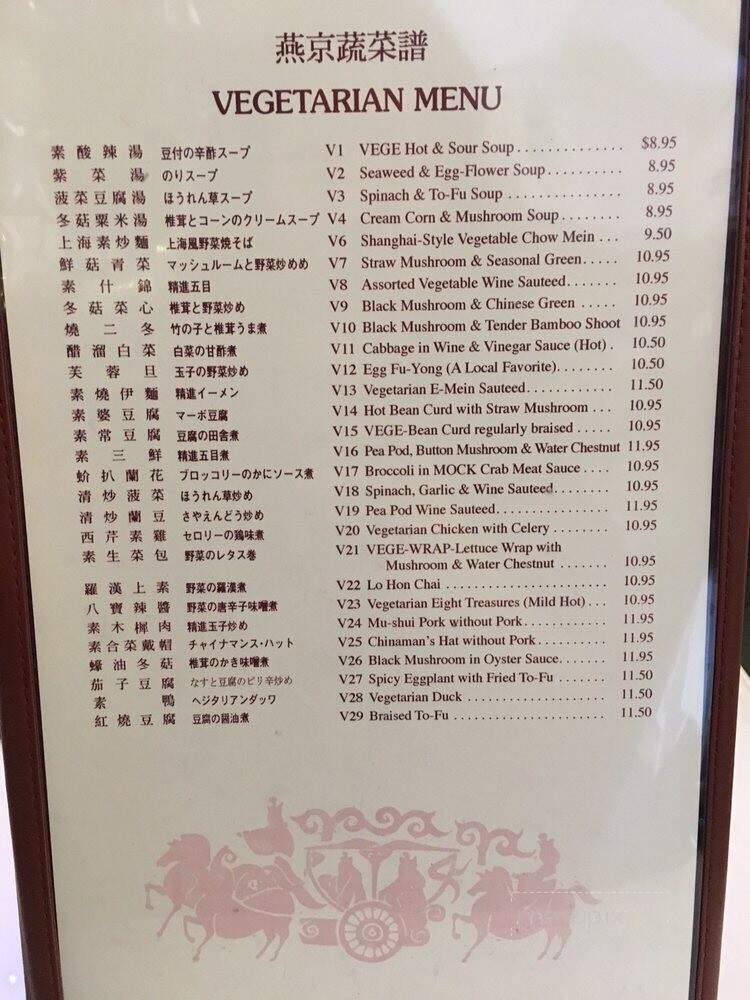 燕京蔬菜譜
VEGETARIAN MENU
素酸辣湯 豆付の辛酢スープ V1 VEGE Hot & Sour Soup.............. $8.95
紫菜湯 のりスープ V2 Seaweed & Egg-Flower Soup.......... 8.95
菠菜豆腐湯 ほうれん草スープ V3 Spinach & To-Fu Soup ............... 8.95
冬菇粟米湯 椎茸とコーンのクリームスープ V4 Cream Corn & Mushroom Soup......... 8.95
上海素炒麵 上海風野菜焼そば V6 Shanghai-Style Vegetable Chow Mein ... 9.50
鮮菇青菜 マッシュルームと野菜炒めめ V7 Straw Mushroom & Seasonal Green..... 10.95
素什錦 精進五目 V8 Assorted Vegetable Wine Sauteed....... 10.95
冬菇菜心 椎茸と野菜炒め V9 Black Mushroom & Chinese Green ..... 10.95
燒二冬 竹の子と椎茸うま煮 V10 Black Mushroom & Tender Bamboo Shoot 10.95
醋溜白菜 白菜の甘酢煮 V11 Cabbage in Wine & Vinegar Sauce (Hot) . 10.50
芙蓉旦 玉子の野菜炒め V12 Egg Fu-Yong (A Local Favorite)........ 10.50
素燒伊麵 精進イーメン V13 Vegetarian E-Mein Sauteed............ 11.50
素婆豆腐 マーボ豆腐 V14 Hot Bean Curd with Straw Mushroom ... 10.95
素常豆腐 豆腐の田舎煮 V15 VEGE-Bean Curd regularly braised ..... 10.95
素三鮮 精進五目煮 V16 Pea Pod, Button Mushroom & Water Chestnut 11.95
蚧扒蘭花 ブロッコリーのかにソース煮 V17 Broccoli in MOCK Crab Meat Sauce .... 10.95
清炒菠菜 ほうれん草炒め V18 Spinach, Garlic & Wine Sauteed........ 10.95
清炒蘭豆 さやえんどう炒め V19 Pea Pod Wine Sauteed................ 11.95
西芹素雞 セロリーの鶏味煮 V20 Vegetarian Chicken with Celery ........ 10.95
素生菜包 野菜のレタス巻 V21 VEGE-WRAP-Lettuce Wrap with
Mushroom & Water Chestnut ....... 10.95
羅漢上素 野菜の羅漢煮 V22 Lo Hon Chai ...................... 10.95
八寶辣醬 野菜の唐辛子味噌煮 V23 Vegetarian Eight Treasures (Mild Hot)... 10.95
素木樨肉 精進玉子炒め V24 Mu-shui Pork without Pork............ 11.95
素合菜戴帽 チャイナマンス・ハット V25 Chinaman's Hat without Pork.......... 11.95
蠔油冬菇 椎茸のかき味噌煮 V26 Black Mushroom in Oyster Sauce....... 11.95
茄子豆腐 なすと豆腐のピリ辛炒め V27 Spicy Eggplant with Fried To-Fu ....... 11.50
素鴨 ヘジタリアンダッワ V28 Vegetarian Duck .................... 11.50
紅燒豆腐 豆腐の醤油煮 V29 Braised To-Fu ..................... 11.50